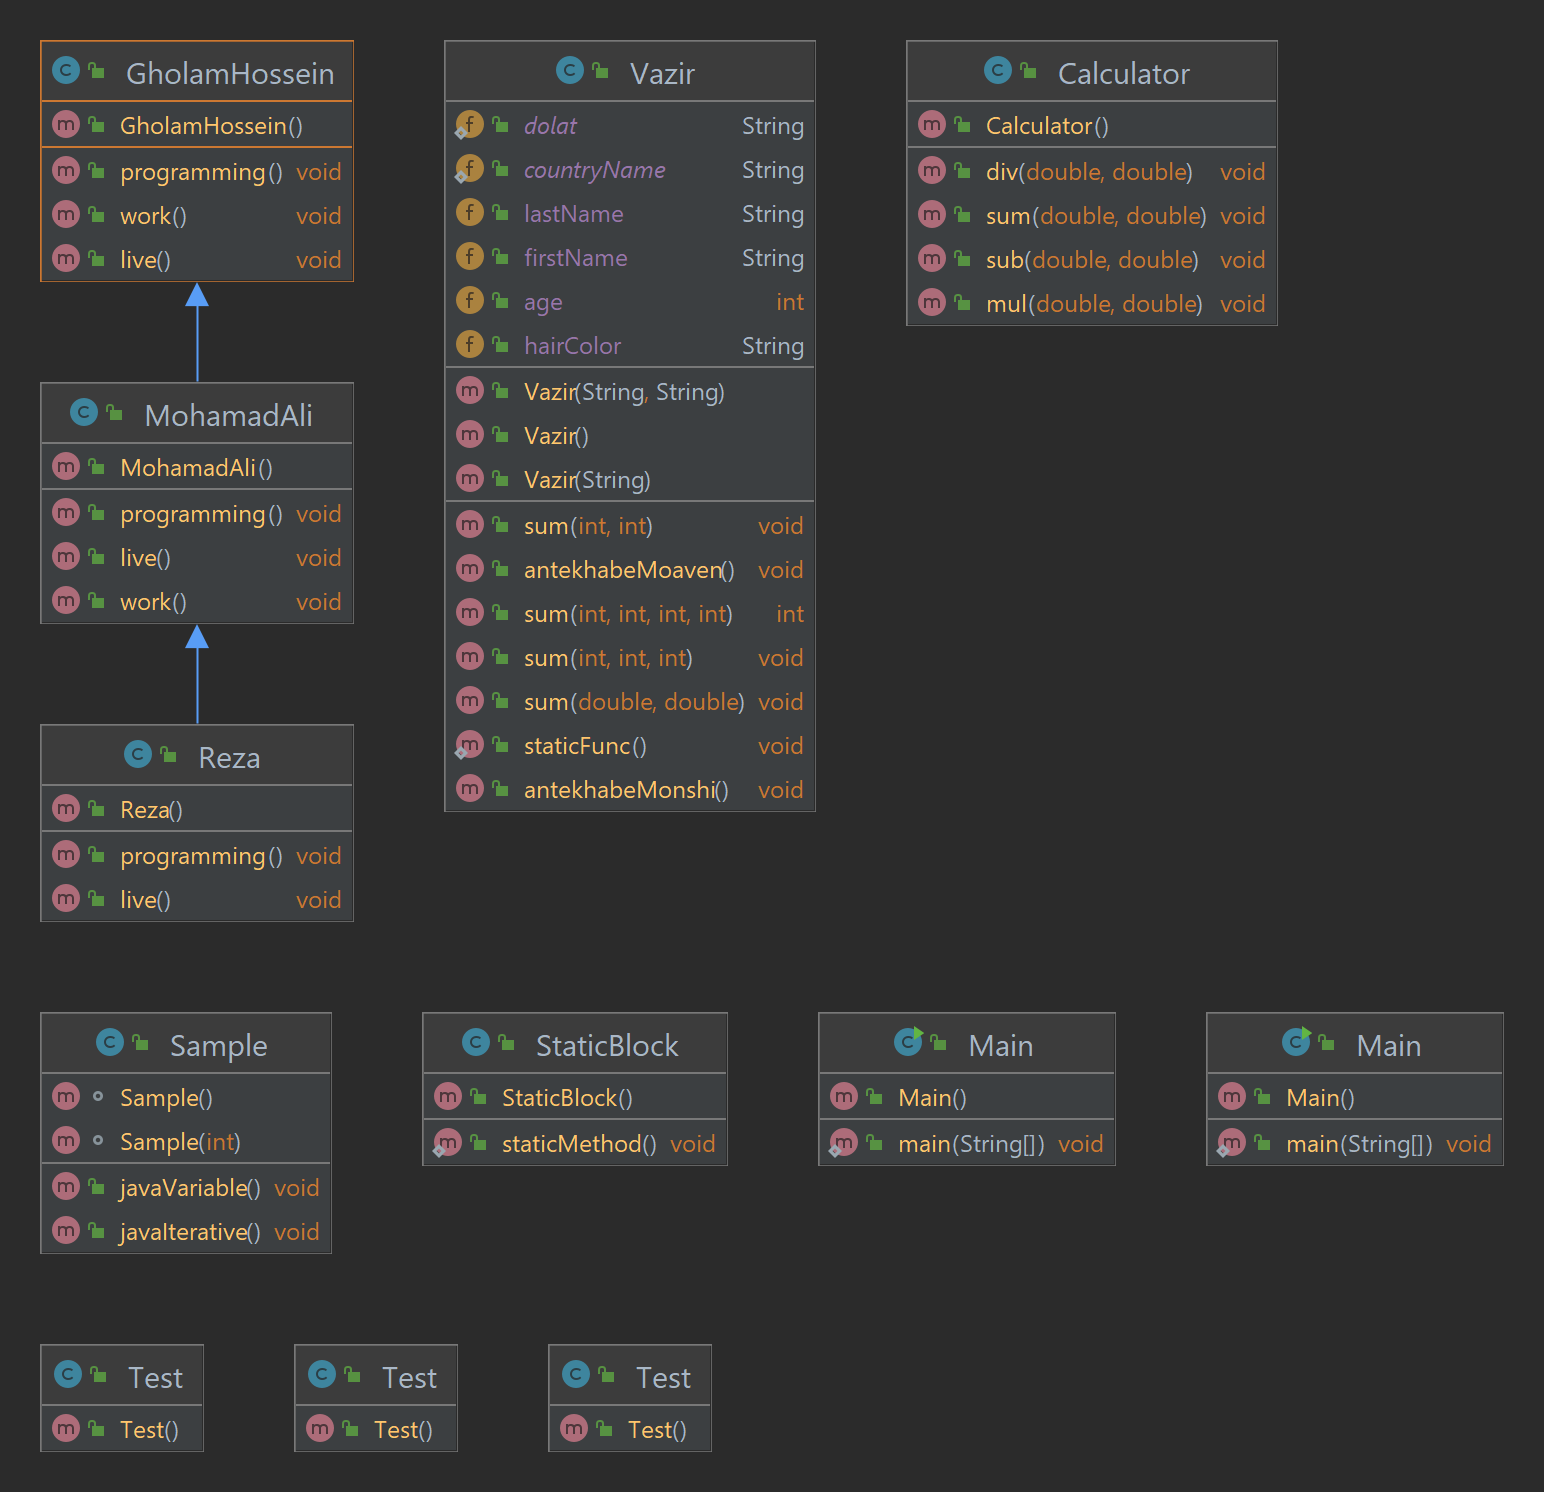 GholamHossein
GholamHossein()
programming() void
work() void
live() void
MohamadAli
MohamadAli()
programming() void
live() void
work() void
Reza
Reza()
programming() void
live() void
Vazir
dolat String
countryName String
lastName String
firstName String
age int
hairColor String
Vazir(String, String)
Vazir()
Vazir(String)
sum(int, int) void
antekhabeMoaven() void
sum(int, int, int, int) int
sum(int, int, int) void
sum(double, double) void
staticFunc() void
antekhabeMonshi() void
Calculator
Calculator()
div(double, double) void
sum(double, double) void
sub(double, double) void
mul(double, double) void
Sample
Sample()
Sample(int)
javaVariable() void
javaIterative() void
StaticBlock
StaticBlock()
staticMethod() void
Main
Main()
main(String[]) void
Main
Main()
main(String[]) void
Test
Test()
Test
Test()
Test
Test()